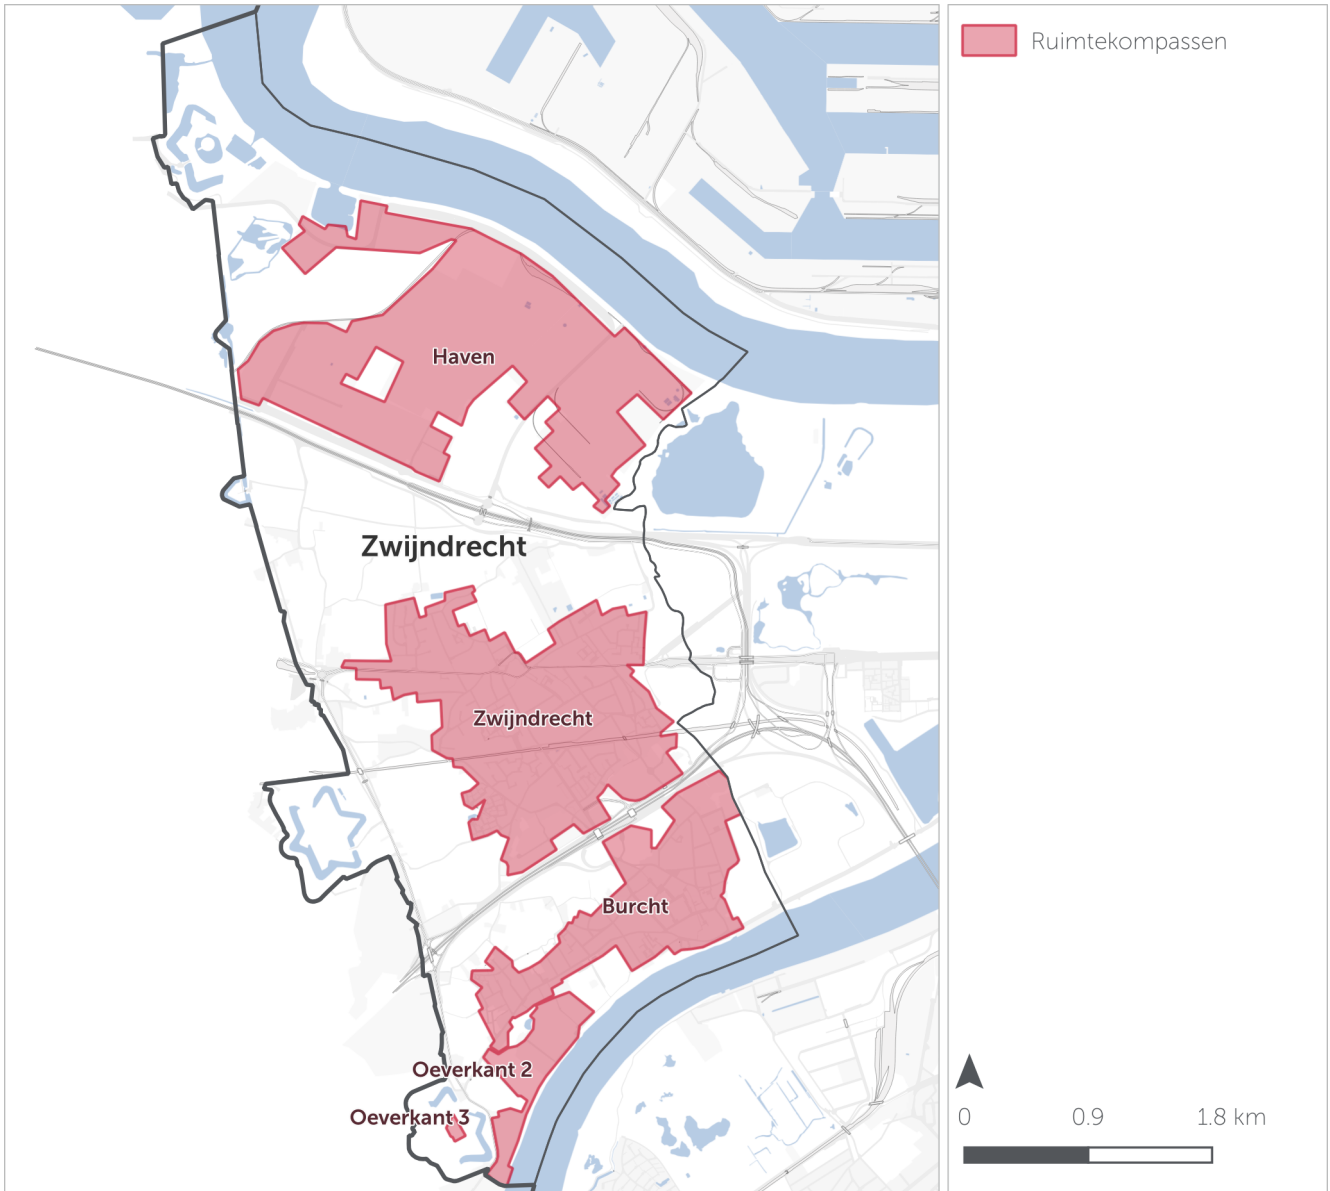 Ruimtekompassen
Haven
Zwijndrecht
Zwijndrecht
Burcht
Oeverkant 2
Oeverkant 3
0 0.9 1.8 km